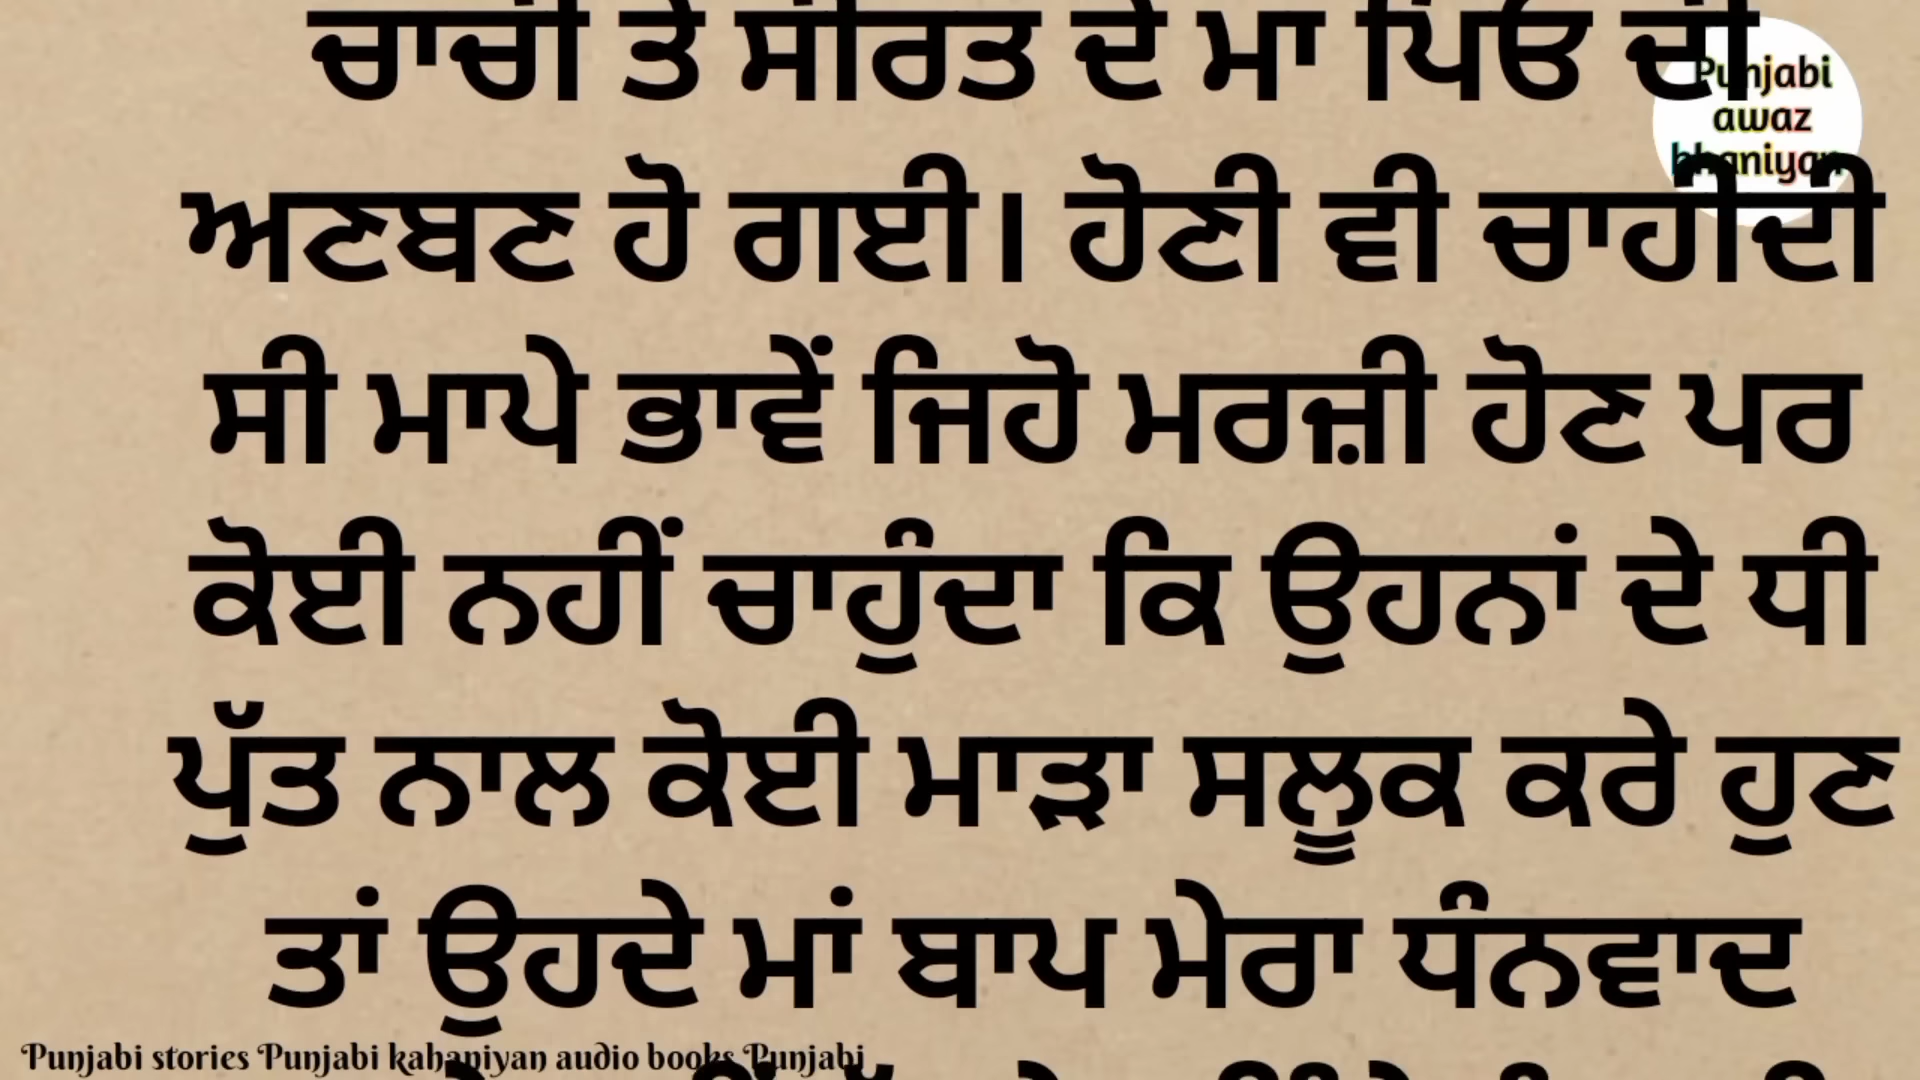 ਚਾਚੀ ਤੇ ਸੀਰਤ ਦੇ ਮਾਂ ਪਿਓ ਦੀ
Punjabi
awaz
khaniyan
ਅਣਬਣ ਹੋ ਗਈ। ਹੋਣੀ ਵੀ ਚਾਹੀਦੀ
ਸੀ ਮਾਪੇ ਭਾਵੇਂ ਜਿਹੋ ਮਰਜ਼ੀ ਹੋਣ ਪਰ
ਕੋਈ ਨਹੀਂ ਚਾਹੁੰਦਾ ਕਿ ਉਹਨਾਂ ਦੇ ਧੀ
ਪੁੱਤ ਨਾਲ ਕੋਈ ਮਾੜਾ ਸਲੂਕ ਕਰੇ ਹੁਣ
ਤਾਂ ਉਹਦੇ ਮਾਂ ਬਾਪ ਮੇਰਾ ਧੰਨਵਾਦ
Punjabi stories Punjabi kahaniyan audio books Punjabi